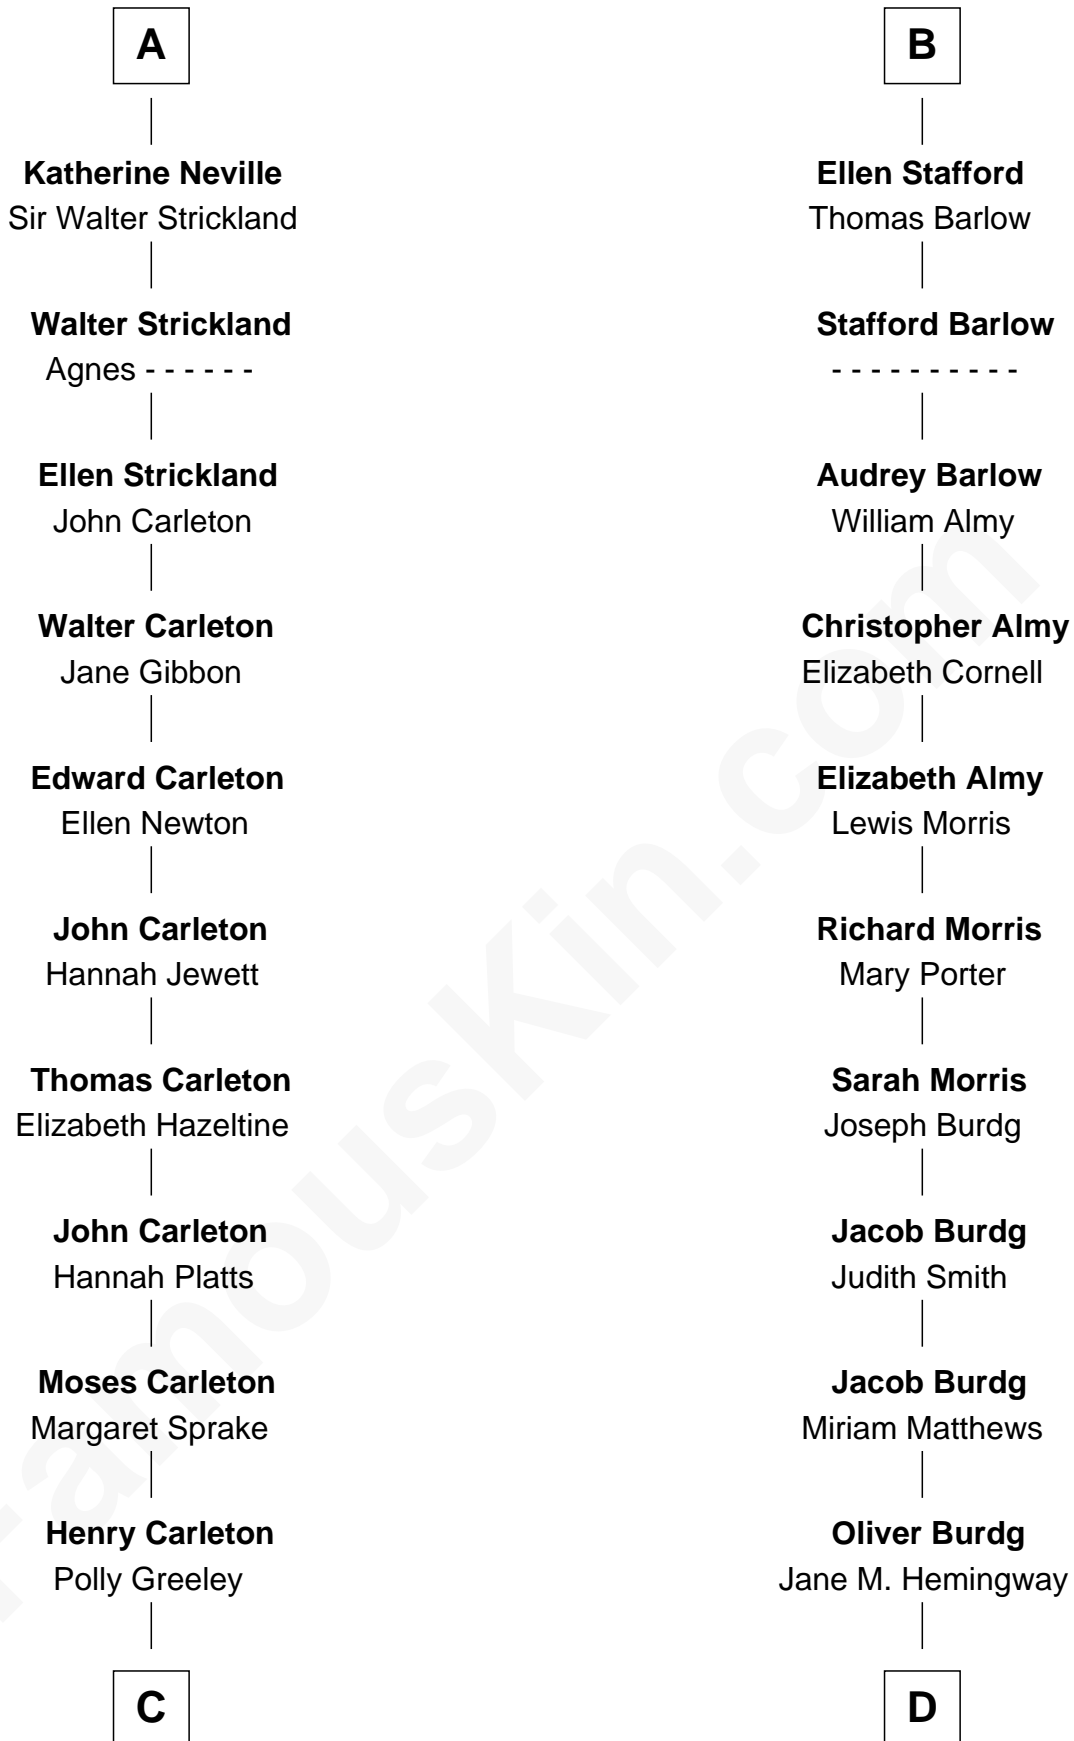 A
Katherine Neville
Sir Walter Strickland
Walter Strickland
Agnes - - - - - -
Ellen Strickland
John Carleton
Walter Carleton
Jane Gibbon
Edward Carleton
Ellen Newton
John Carleton
Hannah Jewett
Thomas Carleton
Elizabeth Hazeltine
John Carleton
Hannah Platts
Moses Carleton
Margaret Sprake
Henry Carleton
Polly Greeley
C
B
Ellen Stafford
Thomas Barlow
Stafford Barlow
- - - - - - - - - -
Audrey Barlow
William Almy
Christopher Almy
Elizabeth Cornell
Elizabeth Almy
Lewis Morris
Richard Morris
Mary Porter
Sarah Morris
Joseph Burdg
Jacob Burdg
Judith Smith
Jacob Burdg
Miriam Matthews
Oliver Burdg
Jane M. Hemingway
D
FamousKin.com